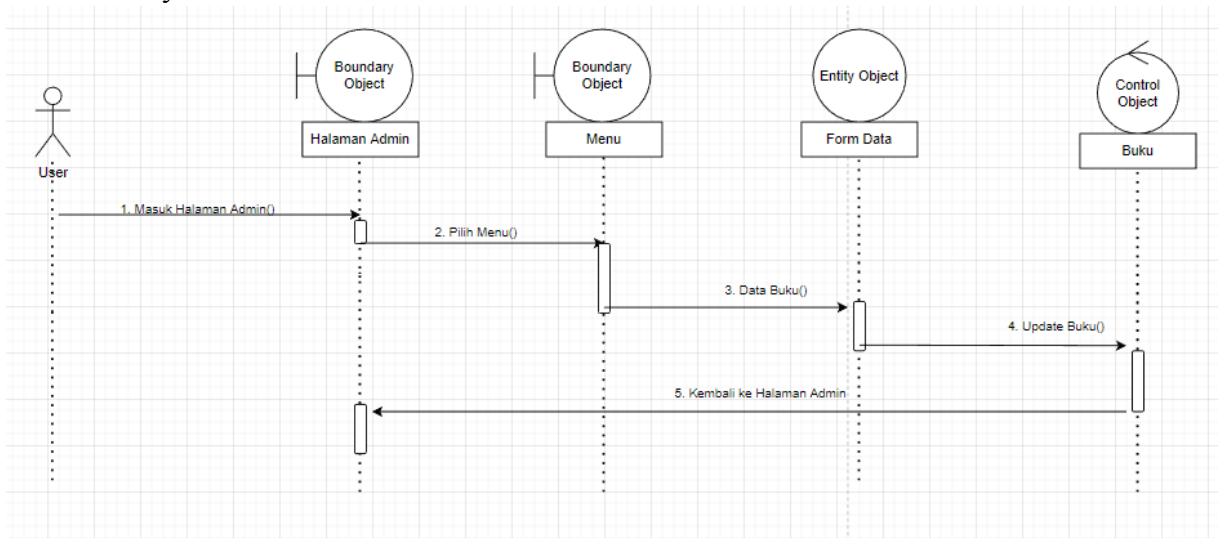 Boundary
Object
Boundary
Object
Entity Object
Control
Object
Halaman Admin
Menu
Form Data
Buku
User
1. Masuk Halaman Admin()
2. Pilih Menu()
3. Data Buku()
4. Update Buku()
5. Kembali ke Halaman Admin